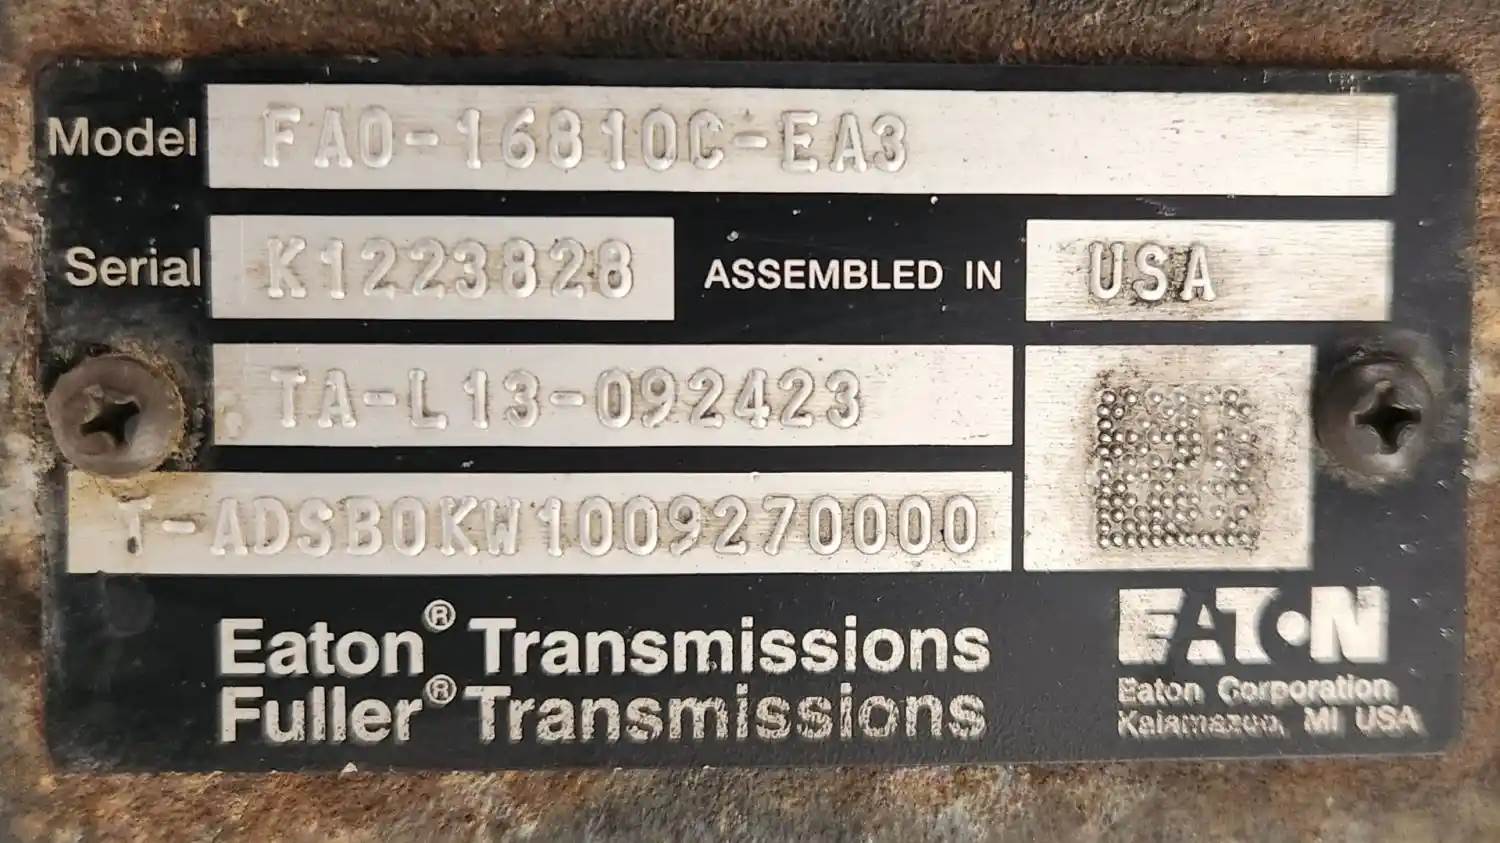 Model FAO-16810C-EA3
Serial K1223828 ASSEMBLED IN USA
TA-L13-092423
T-ADSB0KW1009270000
Eaton® Transmissions
Fuller® Transmissions
EATON
Eaton Corporation
Kalamazoo, MI USA